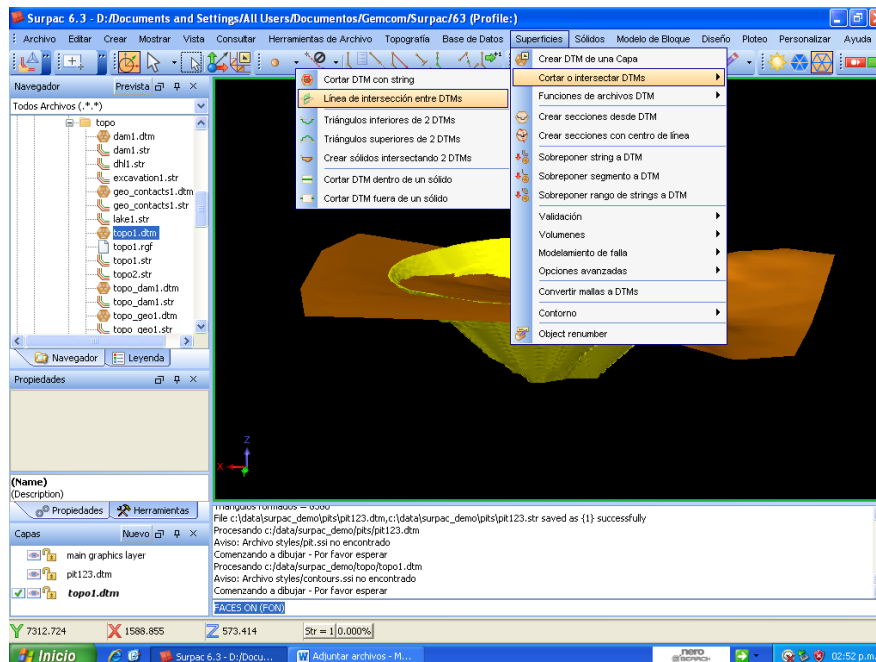 Surpac 6.3 - D:/Documents and Settings/All Users/Documentos/Gemcom/Surpac/63 (Profile:)
Archivo Editar Crear Mostrar Vista Consultar Herramientas de Archivo Topografía Base de Datos Superficies Sólidos Modelo de Bloque Diseño Ploteo Personalizar Ayuda
Navegador Prevista
Todos Archivos (.*.*)
topo
dam1.dtm
dam1.str
dhl1.str
excavation1.str
geo_contacts1.dtm
geo_contacts1.str
lake1.str
topo1.dtm
topo1.rgf
topo1.str
topo2.str
topo_dam1.dtm
topo_dam1.str
topo_geo1.dtm
topo_geo1.str
Navegador Leyenda
Propiedades
(Name)
(Description)
Propiedades Herramientas
Capas Nuevo
main graphics layer
pit123.dtm
topo1.dtm
Cortar DTM con string
Línea de intersección entre DTMs
Triángulos inferiores de 2 DTMs
Triángulos superiores de 2 DTMs
Crear sólidos intersectando 2 DTMs
Cortar DTM dentro de un sólido
Cortar DTM fuera de un sólido
Crear DTM de una Capa
Cortar o intersectar DTMs
Funciones de archivos DTM
Crear secciones desde DTM
Crear secciones con centro de línea
Sobreponer string a DTM
Sobreponer segmento a DTM
Sobreponer rango de strings a DTM
Validación
Volumenes
Modelamiento de falla
Opciones avanzadas
Convertir mallas a DTMs
Contorno
Object renumber
Z
X
Triangulos formados = 6580
File c:\data\surpac_demo\pits\pit123.dtm,c:\data\surpac_demo\pits\pit123.str saved as {1} successfully
Procesando c:/data/surpac_demo/pits/pit123.dtm
Aviso: Archivo styles/pit.ssi no encontrado
Comenzando a dibujar - Por favor esperar
Procesando c:/data/surpac_demo/topo/topo1.dtm
Aviso: Archivo styles/contours.ssi no encontrado
Comenzando a dibujar - Por favor esperar
FACES ON (FON)
Y 7312.724 X 1588.855 Z 573.414 Str = 1 0.000%
Inicio Surpac 6.3 - D:/Docu... Adjuntar archivos - M... nero SEARCH 02:52 p.m.